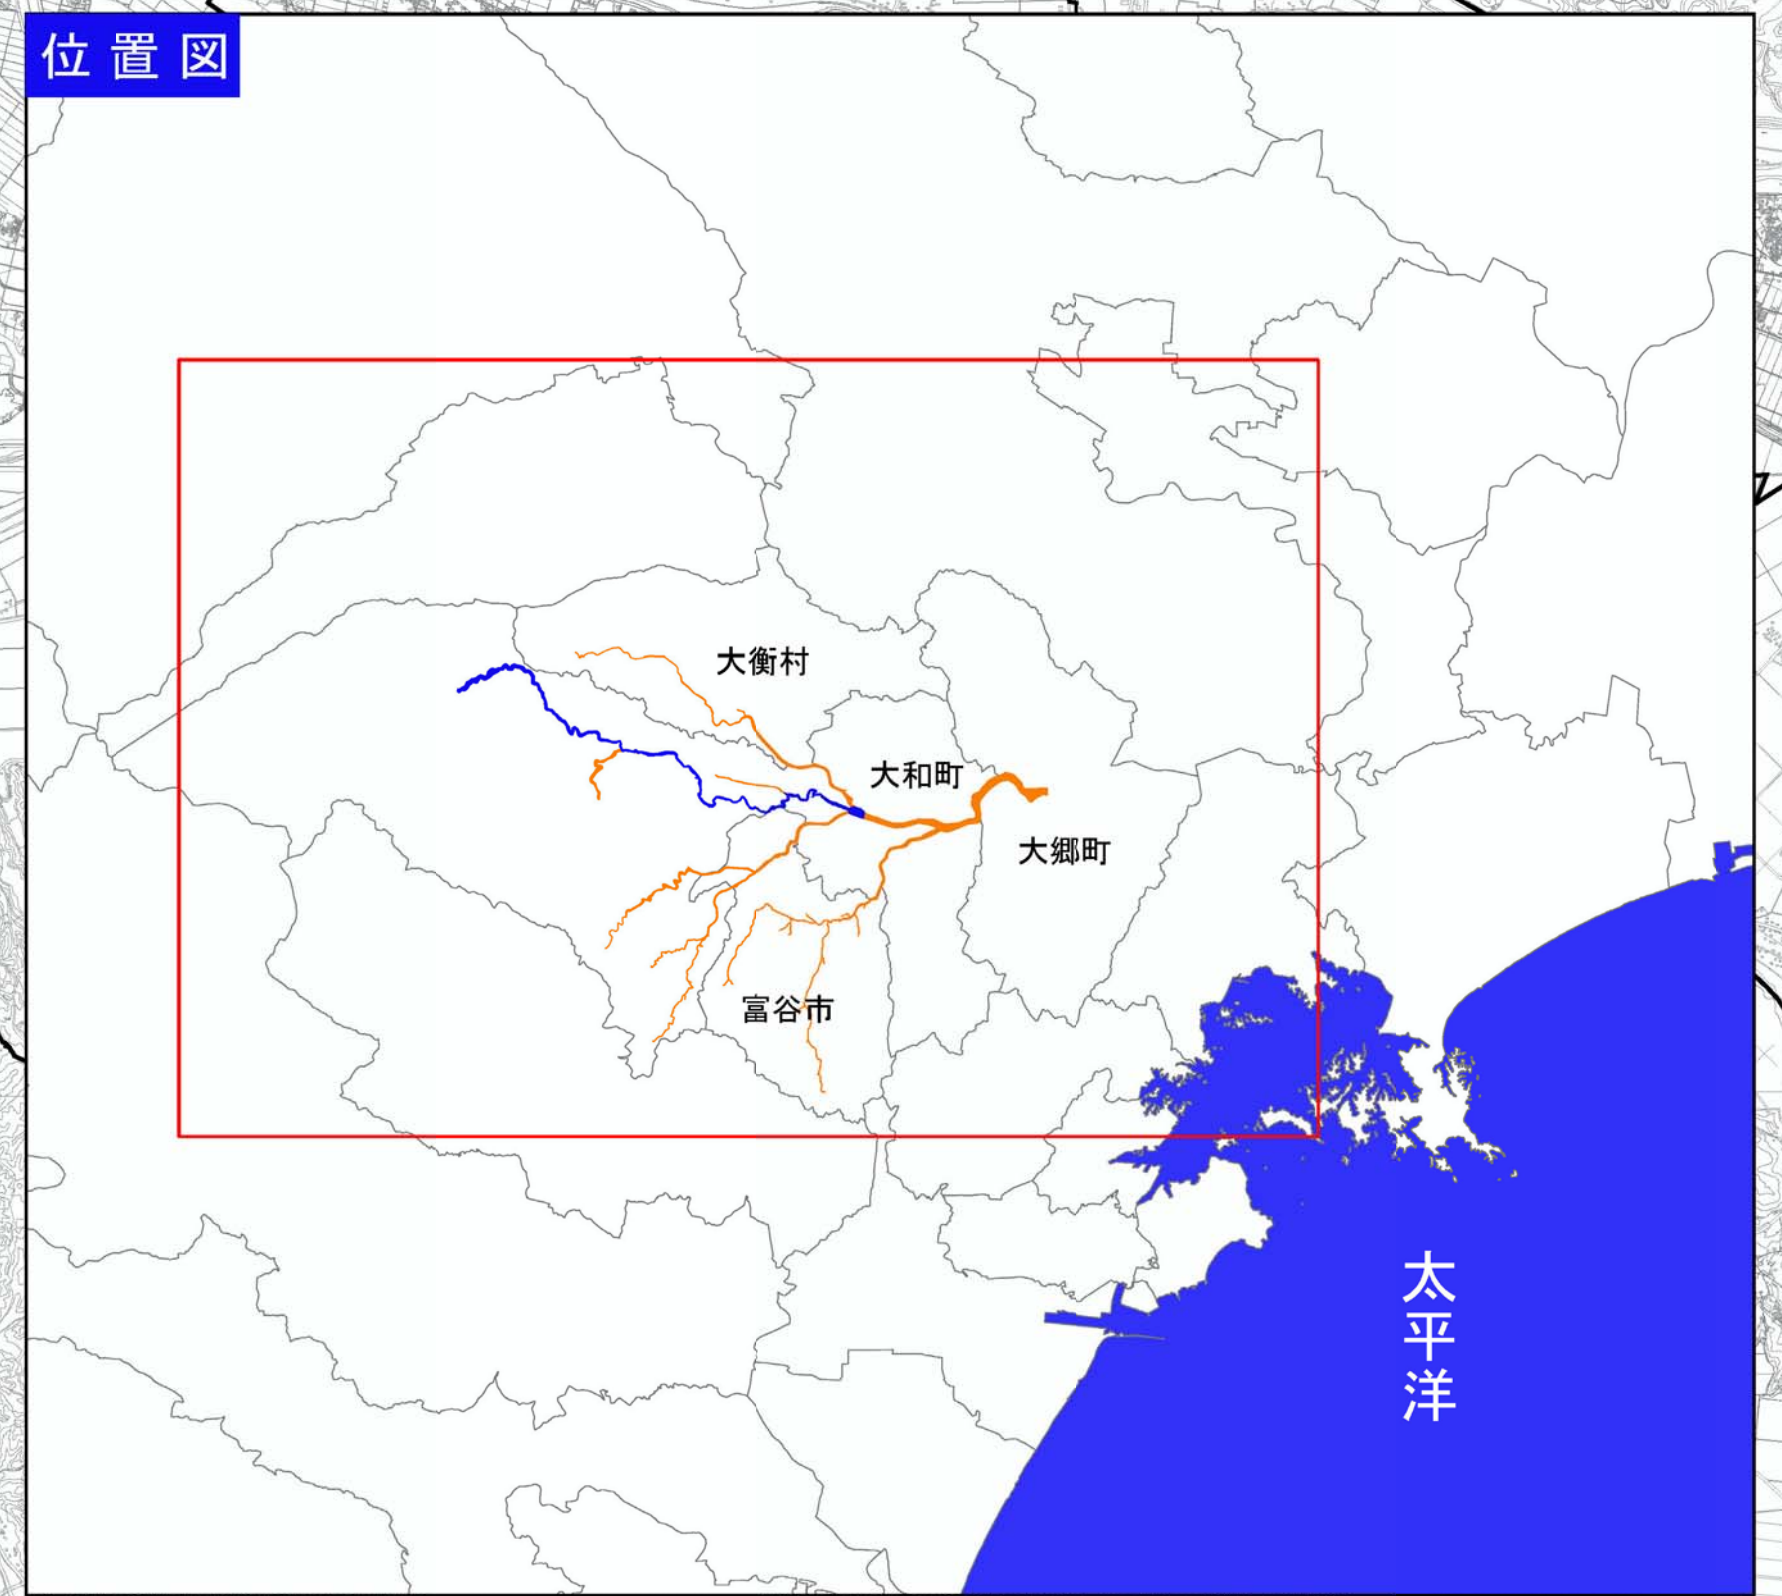 位置図
大衡村
大和町
大郷町
富谷市
太平洋